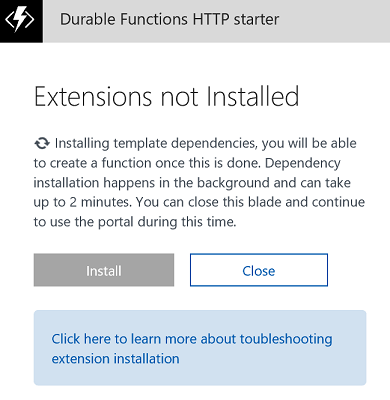 Durable Functions HTTP starter
Extensions not Installed
Installing template dependencies, you will be able
to create a function once this is done. Dependency
installation happens in the background and can take
up to 2 minutes. You can close this blade and continue
to use the portal during this time.
Install
Close
Click here to learn more about toubleshooting
extension installation